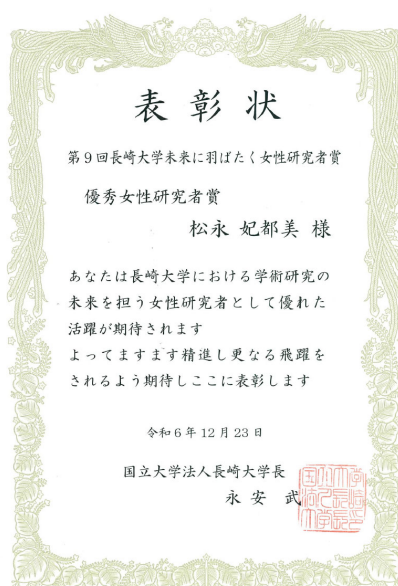 表彰状
第9回長崎大学未来に羽ばたく女性研究者賞
優秀女性研究者賞
松永 妃都美 様
あなたは長崎大学における学術研究の
未来を担う女性研究者として優れた
活躍が期待されます
よってますます精進し更なる飛躍を
されるよう期待しここに表彰します
令和6年12月23日
国立大学法人長崎大学長
永安 武